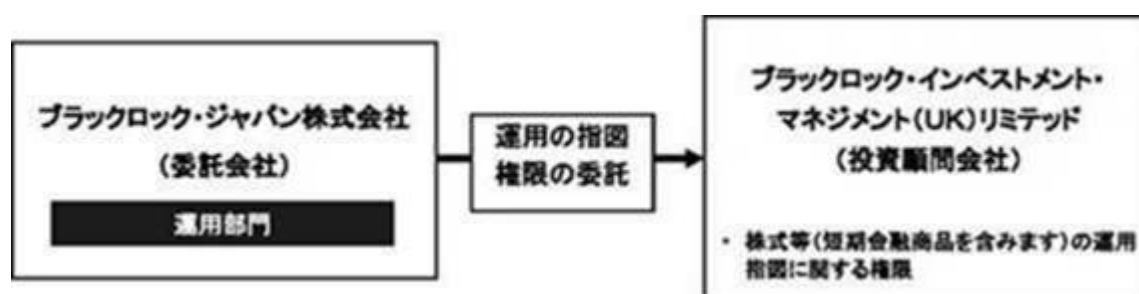 ブラックロック・ジャパン株式会社
(委託会社)
運用部門
運用の指図
権限の委託
ブラックロック・インベストメント・
マネジメント(UK)リミテッド
(投資顧問会社)
・ 株式等(短期金融商品を含みます)の運用
指図に関する権限